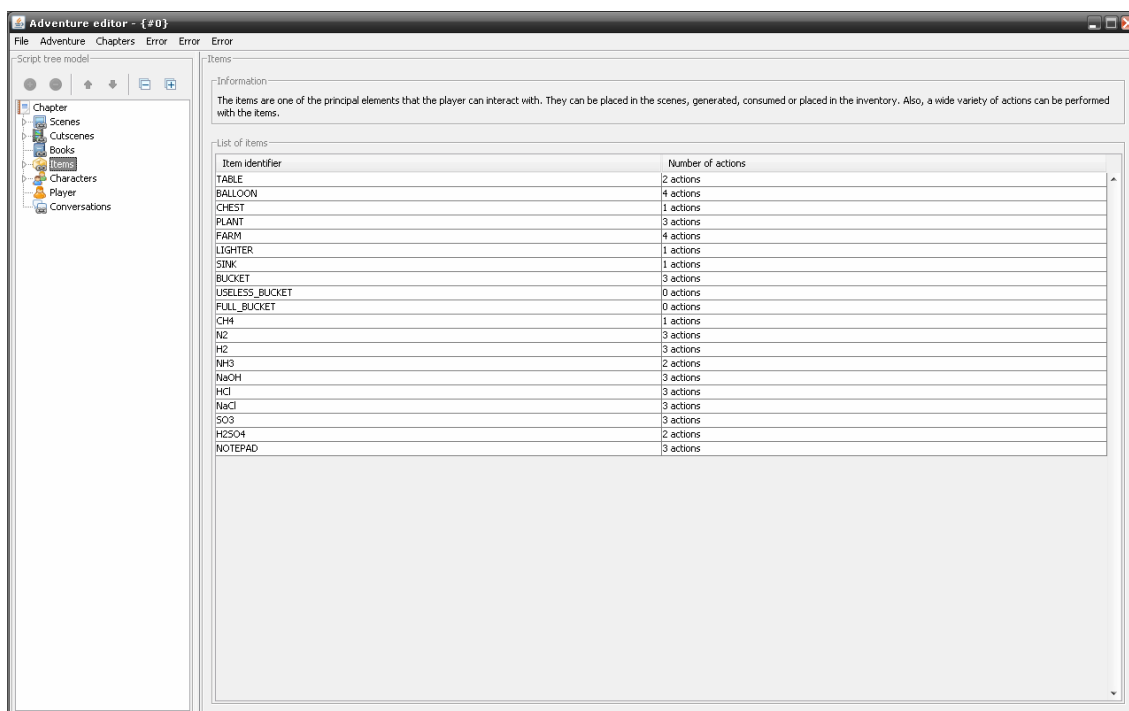 Adventure editor - {#0}
File Adventure Chapters Error Error Error
Script tree model
Chapter
Scenes
Cutscenes
Books
Items
Characters
Player
Conversations
Items
Information
The items are one of the principal elements that the player can interact with. They can be placed in the scenes, generated, consumed or placed in the inventory. Also, a wide variety of actions can be performed
with the items.
List of items
Item identifier Number of actions
TABLE 2 actions
BALLOON 4 actions
CHEST 1 actions
PLANT 3 actions
FARM 4 actions
LIGHTER 1 actions
SINK 1 actions
BUCKET 3 actions
USELESS_BUCKET 0 actions
FULL_BUCKET 0 actions
CH4 1 actions
N2 3 actions
H2 3 actions
NH3 2 actions
NaOH 3 actions
HCl 3 actions
NaCl 3 actions
SO3 3 actions
H2SO4 2 actions
NOTEPAD 3 actions